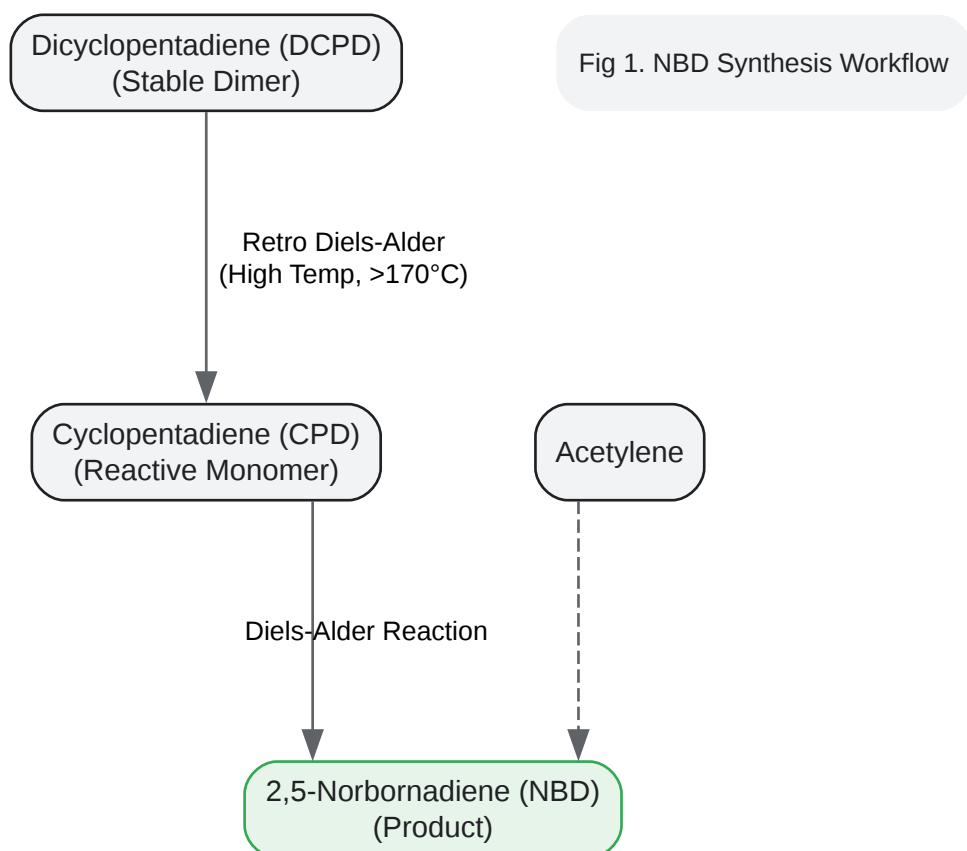 Dicyclopentadiene (DCPD)
(Stable Dimer)
Fig 1. NBD Synthesis Workflow
Retro Diels-Alder
(High Temp, >170°C)
Cyclopentadiene (CPD)
(Reactive Monomer)
Acetylene
Diels-Alder Reaction
2,5-Norbornadiene (NBD)
(Product)